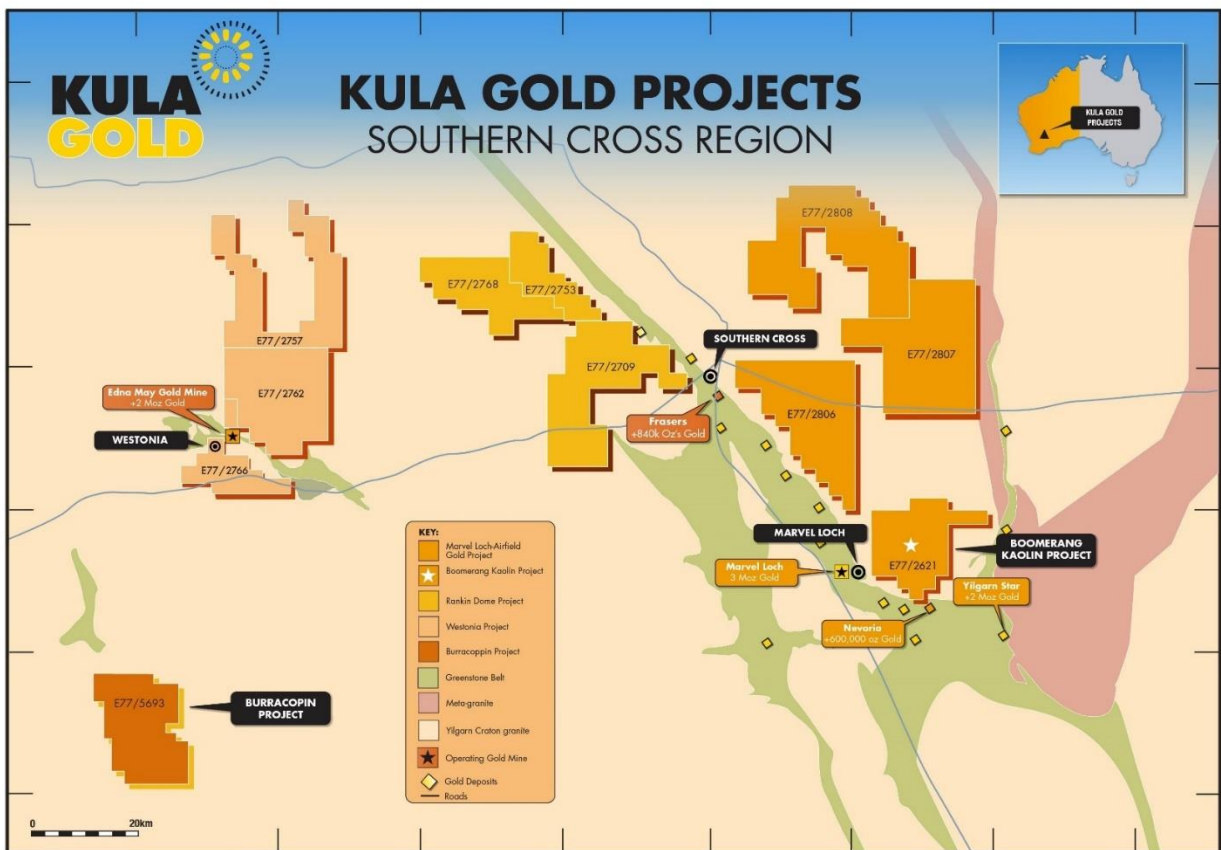 KULA
GOLD
KULA GOLD PROJECTS
SOUTHERN CROSS REGION
KULA GOLD
PROJECTS
E77/2808
E77/2768
E77/2753
E77/2757
E77/2709
SOUTHERN CROSS
E77/2807
Edna May Gold Mine
+2 Moz Gold
E77/2762
E77/2806
Frasers
+840k Oz's Gold
WESTONIA
E77/2766
KEY:
Marvel Loch-Airfield
Gold Project
Boomerang Kaolin Project
Rankin Dome Project
Westonia Project
Burracoppin Project
Greenstone Belt
Meta-granite
Yilgarn Craton granite
Operating Gold Mine
Gold Deposits
Roads
MARVEL LOCH
BOOMERANG
KAOLIN PROJECT
E77/2621
Marvel Loch
3 Moz Gold
Yilgarn Star
+2 Moz Gold
Nevoria
+600,000 oz Gold
E77/5693
BURRACOPIN
PROJECT
0 20km